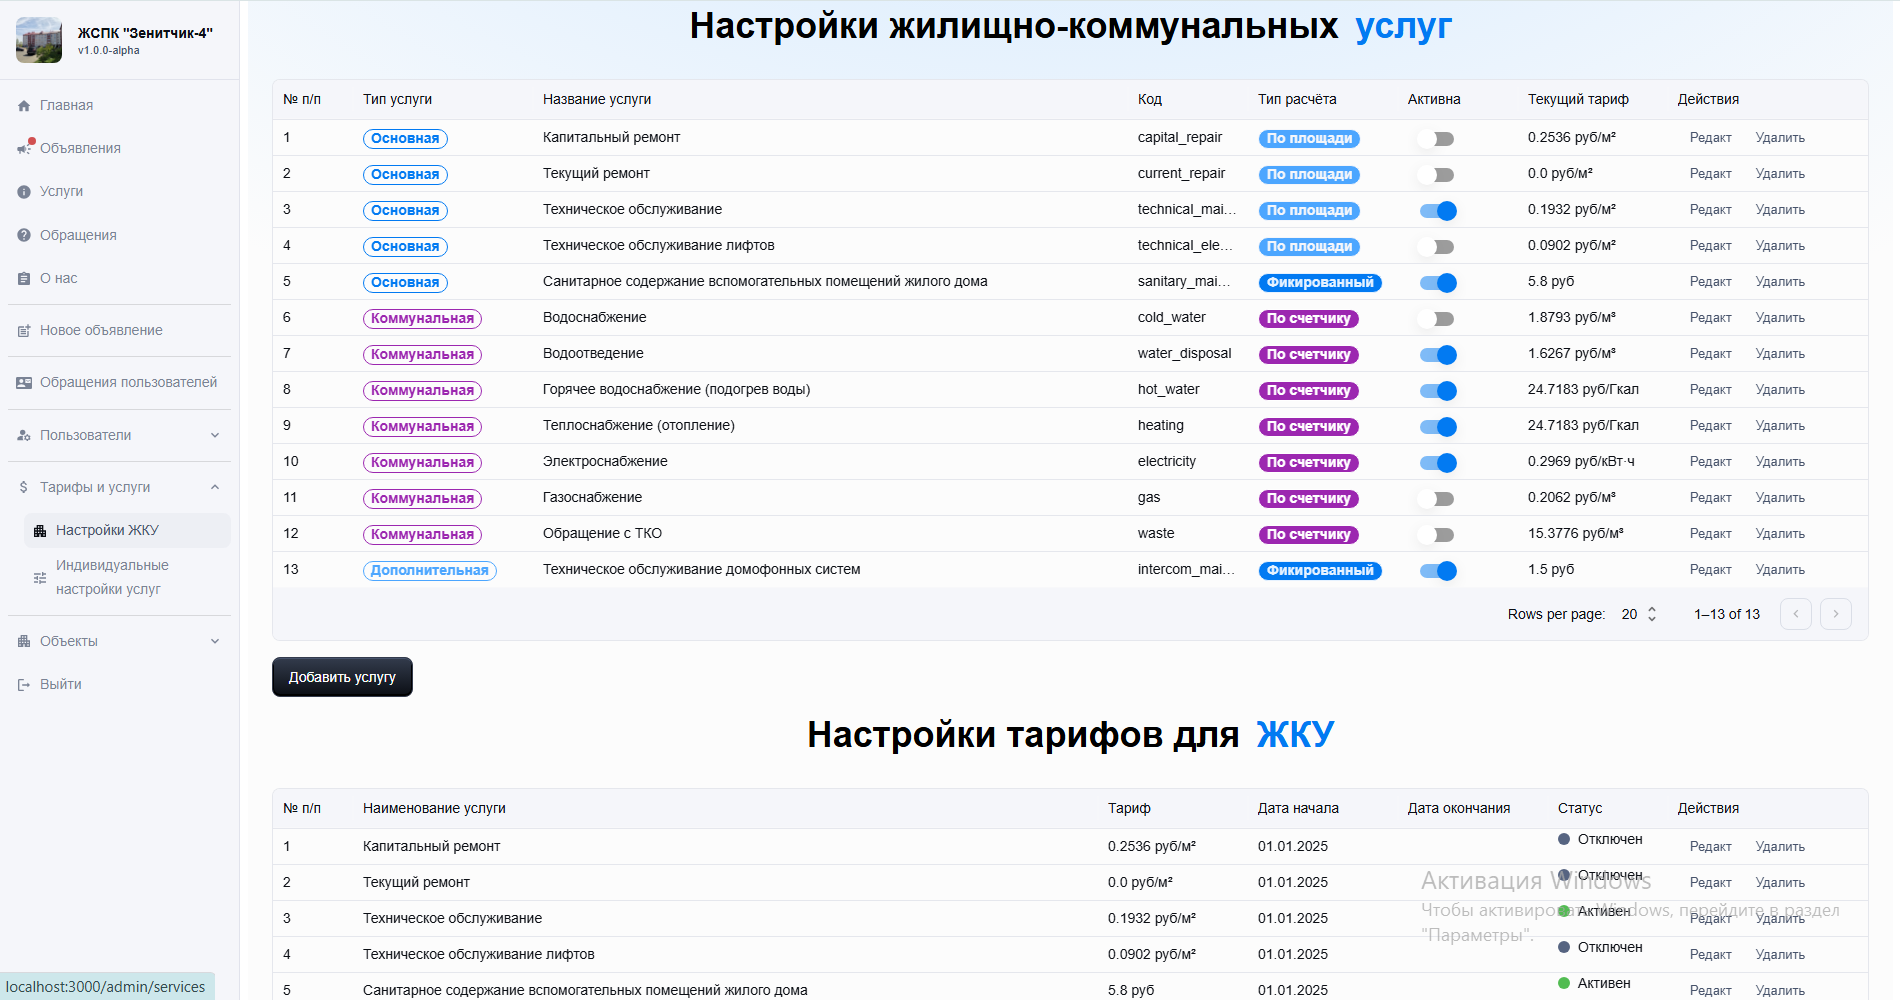 ЖСПК "Зенитчик-4"
v1.0.0-alpha
Главная
Объявления
Услуги
Обращения
О нас
Новое объявление
Обращения пользователей
Пользователи
Тарифы и услуги
Настройки ЖКУ
Индивидуальные
настройки услуг
Объекты
Выйти
Настройки жилищно-коммунальных услуг
№ п/п Тип услуги Название услуги Код Тип расчёта Активна Текущий тариф Действия
1 Основная Капитальный ремонт capital_repair По площади 0.2536 руб/м² Редакт Удалить
2 Основная Текущий ремонт current_repair По площади 0.0 руб/м² Редакт Удалить
3 Основная Техническое обслуживание technical_mai... По площади 0.1932 руб/м² Редакт Удалить
4 Основная Техническое обслуживание лифтов technical_ele... По площади 0.0902 руб/м² Редакт Удалить
5 Основная Санитарное содержание вспомогательных помещений жилого дома sanitary_mai... Фикированный 5.8 руб Редакт Удалить
6 Коммунальная Водоснабжение cold_water По счетчику 1.8793 руб/м³ Редакт Удалить
7 Коммунальная Водоотведение water_disposal По счетчику 1.6267 руб/м³ Редакт Удалить
8 Коммунальная Горячее водоснабжение (подогрев воды) hot_water По счетчику 24.7183 руб/Гкал Редакт Удалить
9 Коммунальная Теплоснабжение (отопление) heating По счетчику 24.7183 руб/Гкал Редакт Удалить
10 Коммунальная Электроснабжение electricity По счетчику 0.2969 руб/кВт·ч Редакт Удалить
11 Коммунальная Газоснабжение gas По счетчику 0.2062 руб/м³ Редакт Удалить
12 Коммунальная Обращение с ТКО waste По счетчику 15.3776 руб/м³ Редакт Удалить
13 Дополнительная Техническое обслуживание домофонных систем intercom_mai... Фикированный 1.5 руб Редакт Удалить
Rows per page: 20 1–13 of 13
Добавить услугу
Настройки тарифов для ЖКУ
№ п/п Наименование услуги Тариф Дата начала Дата окончания Статус Действия
1 Капитальный ремонт 0.2536 руб/м² 01.01.2025 Отключен Редакт Удалить
2 Текущий ремонт 0.0 руб/м² 01.01.2025 Отключен Редакт Удалить
3 Техническое обслуживание 0.1932 руб/м² 01.01.2025 Активен Редакт Удалить
4 Техническое обслуживание лифтов 0.0902 руб/м² 01.01.2025 Отключен Редакт Удалить
5 Санитарное содержание вспомогательных помещений жилого дома 5.8 руб 01.01.2025 Активен Редакт Удалить
Активация Windows
Чтобы активировать Windows, перейдите в раздел
"Параметры".
localhost:3000/admin/services